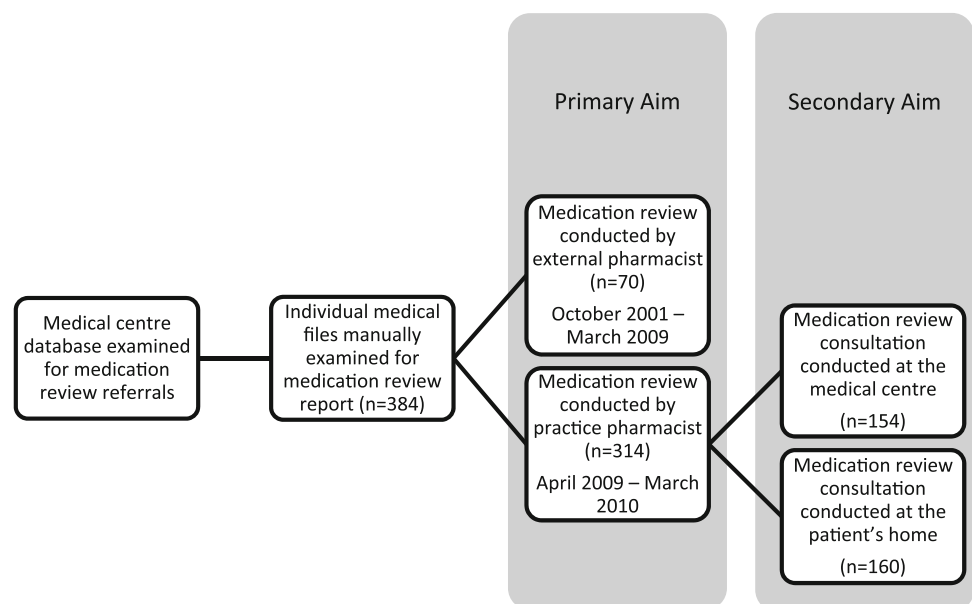 Primary Aim
Secondary Aim
Medical centre
database examined
for medication
review referrals
Individual medical
files manually
examined for
medication review
report (n=384)
Medication review
conducted by
external pharmacist
(n=70)
October 2001 –
March 2009
Medication review
conducted by
practice pharmacist
(n=314)
April 2009 – March
2010
Medication review
consultation
conducted at the
medical centre
(n=154)
Medication review
consultation
conducted at the
patient’s home
(n=160)